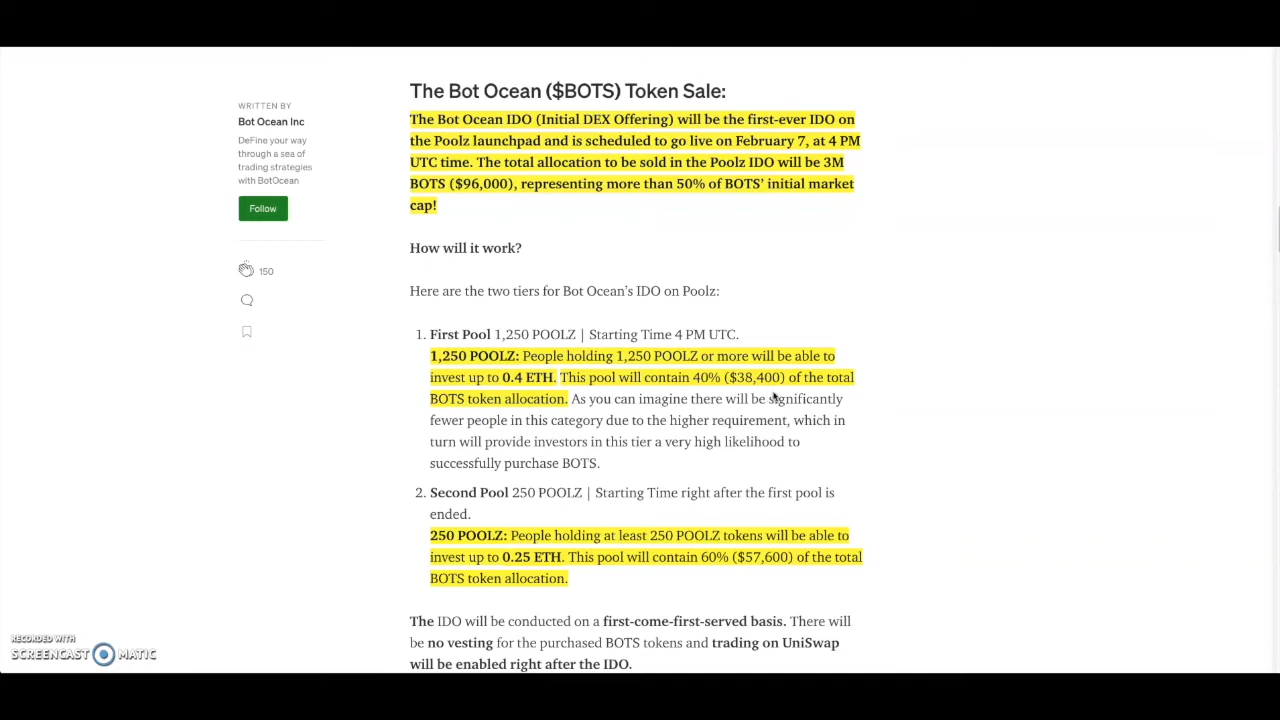 The Bot Ocean ($BOTS) Token Sale:
WRITTEN BY
Bot Ocean Inc
DeFine your way
through a sea of
trading strategies
with BotOcean
Follow
150
The Bot Ocean IDO (Initial DEX Offering) will be the first-ever IDO on
the Poolz launchpad and is scheduled to go live on February 7, at 4 PM
UTC time. The total allocation to be sold in the Poolz IDO will be 3M
BOTS ($96,000), representing more than 50% of BOTS’ initial market
cap!
How will it work?
Here are the two tiers for Bot Ocean’s IDO on Poolz:
1. First Pool 1,250 POOLZ | Starting Time 4 PM UTC.
1,250 POOLZ: People holding 1,250 POOLZ or more will be able to
invest up to 0.4 ETH. This pool will contain 40% ($38,400) of the total
BOTS token allocation. As you can imagine there will be significantly
fewer people in this category due to the higher requirement, which in
turn will provide investors in this tier a very high likelihood to
successfully purchase BOTS.
2. Second Pool 250 POOLZ | Starting Time right after the first pool is
ended.
250 POOLZ: People holding at least 250 POOLZ tokens will be able to
invest up to 0.25 ETH. This pool will contain 60% ($57,600) of the total
BOTS token allocation.
The IDO will be conducted on a first-come-first-served basis. There will
be no vesting for the purchased BOTS tokens and trading on UniSwap
will be enabled right after the IDO.
RECORDED WITH
SCREENCAST MATIC